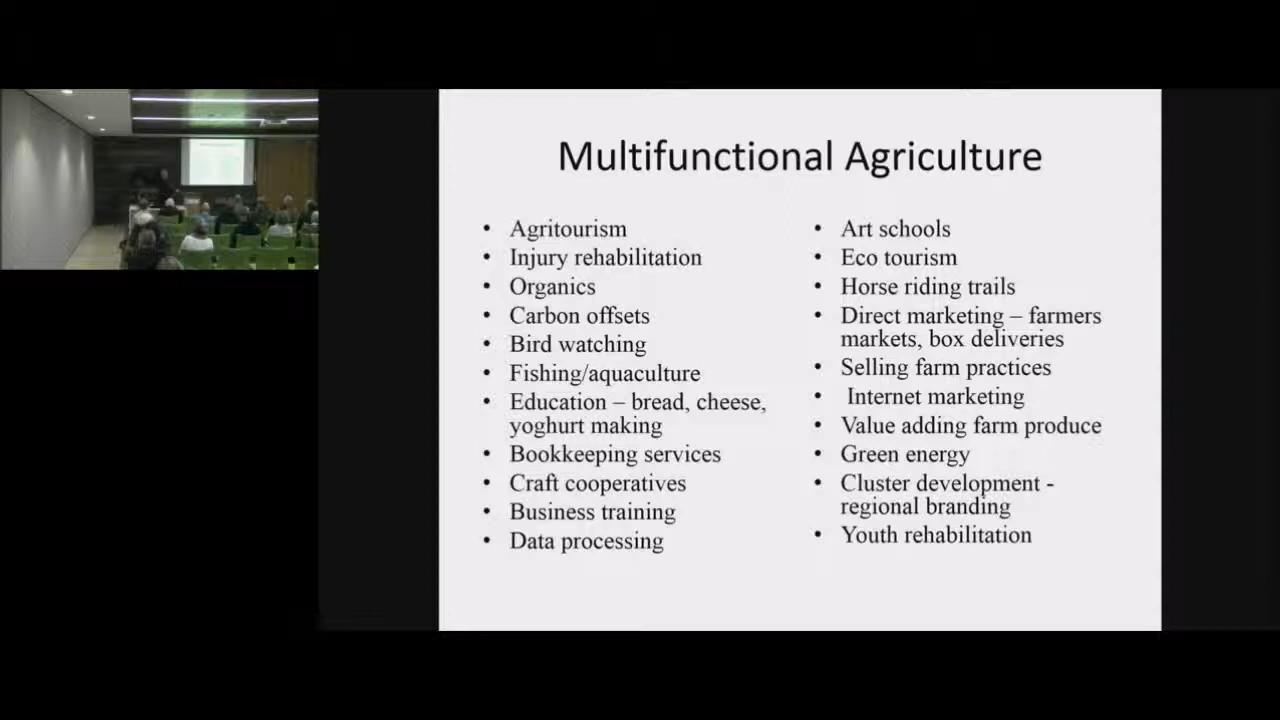 Multifunctional Agriculture
• Agritourism
• Injury rehabilitation
• Organics
• Carbon offsets
• Bird watching
• Fishing/aquaculture
• Education – bread, cheese,
yoghurt making
• Bookkeeping services
• Craft cooperatives
• Business training
• Data processing
• Art schools
• Eco tourism
• Horse riding trails
• Direct marketing – farmers
markets, box deliveries
• Selling farm practices
• Internet marketing
• Value adding farm produce
• Green energy
• Cluster development -
regional branding
• Youth rehabilitation